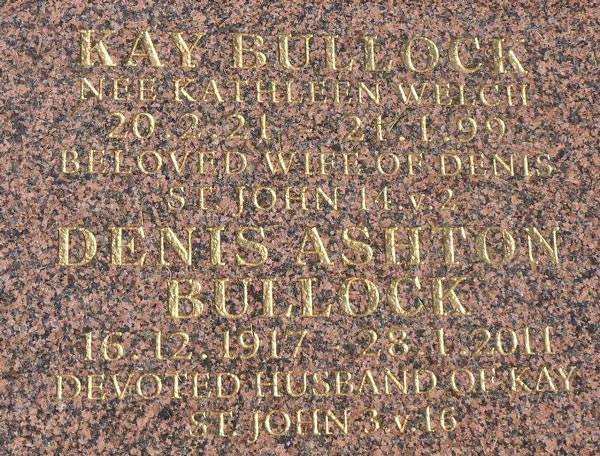 KAY BULLOCK
NEE KATHLEEN WELCH
20.2.21 - 21.1.99
BELOVED WIFE OF DENIS
ST. JOHN 14.v.2
DENIS ASHTON
BULLOCK
16.12.1917 - 28.1.2011
DEVOTED HUSBAND OF KAY
ST. JOHN 3.v.16